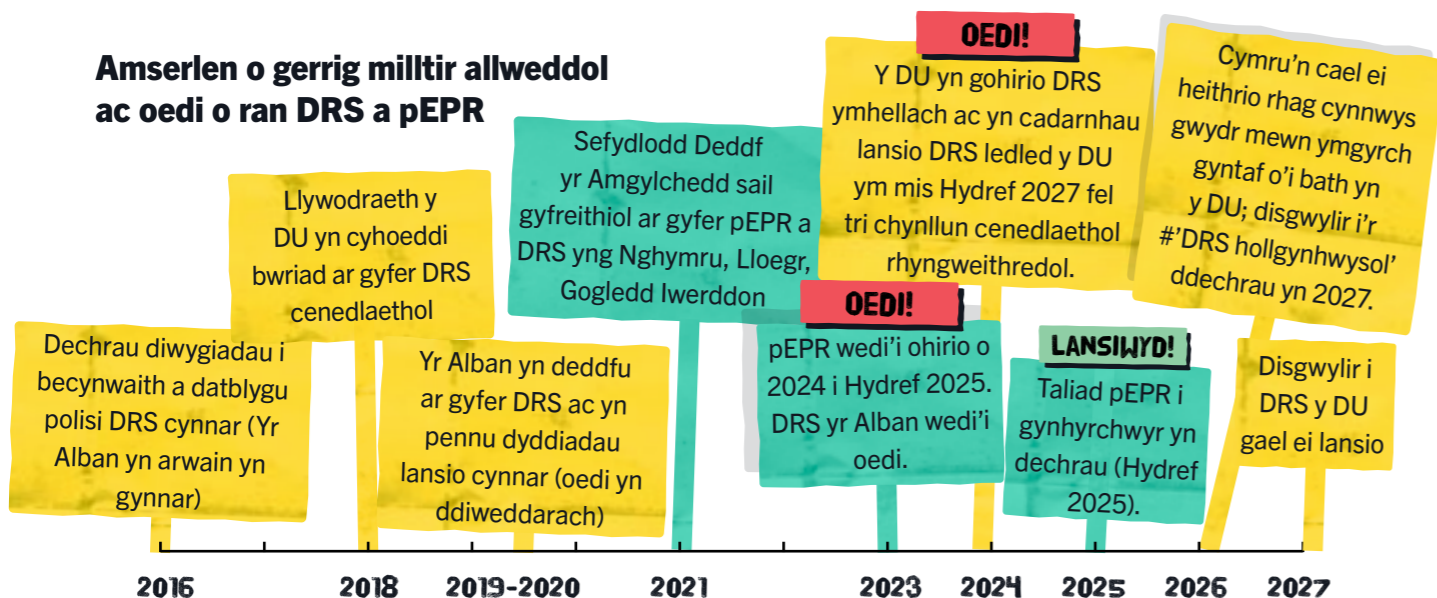 Amserlen o gerrig milltir allweddol
ac oedi o ran DRS a pEPR
Dechrau diwygiadau i
becynwaith a datblygu
polisi DRS cynnar (Yr
Alban yn arwain yn
gynnar)
Llywodraeth y
DU yn cyhoeddi
bwriad ar gyfer DRS
cenedlaethol
Yr Alban yn deddfu
ar gyfer DRS ac yn
pennu dyddiadau
lansio cynnar (oedi yn
ddiweddarach)
Sefydlodd Deddf
yr Amgylchedd sail
gyfreithiol ar gyfer pEPR a
DRS yng Nghymru, Lloegr,
Gogledd Iwerddon
OEDI!
pEPR wedi'i ohirio o
2024 i Hydref 2025.
DRS yr Alban wedi'i
oedi.
OEDI!
Y DU yn gohirio DRS
ymhellach ac yn cadarnhau
lansio DRS ledled y DU
ym mis Hydref 2027 fel
tri chynllun cenedlaethol
rhyngweithredol.
LANSIWYD!
Taliad pEPR i
gynhyrchwyr yn
dechrau (Hydref
2025).
Cymru'n cael ei
heithrio rhag cynnwys
gwydr mewn ymgyrch
gyntaf o'i bath yn
y DU; disgwylir i'r
#'DRS hollgynhwysol'
ddechrau yn 2027.
Disgwylir i
DRS y DU
gael ei lansio
2016
2018
2019-2020
2021
2023
2024
2025
2026
2027